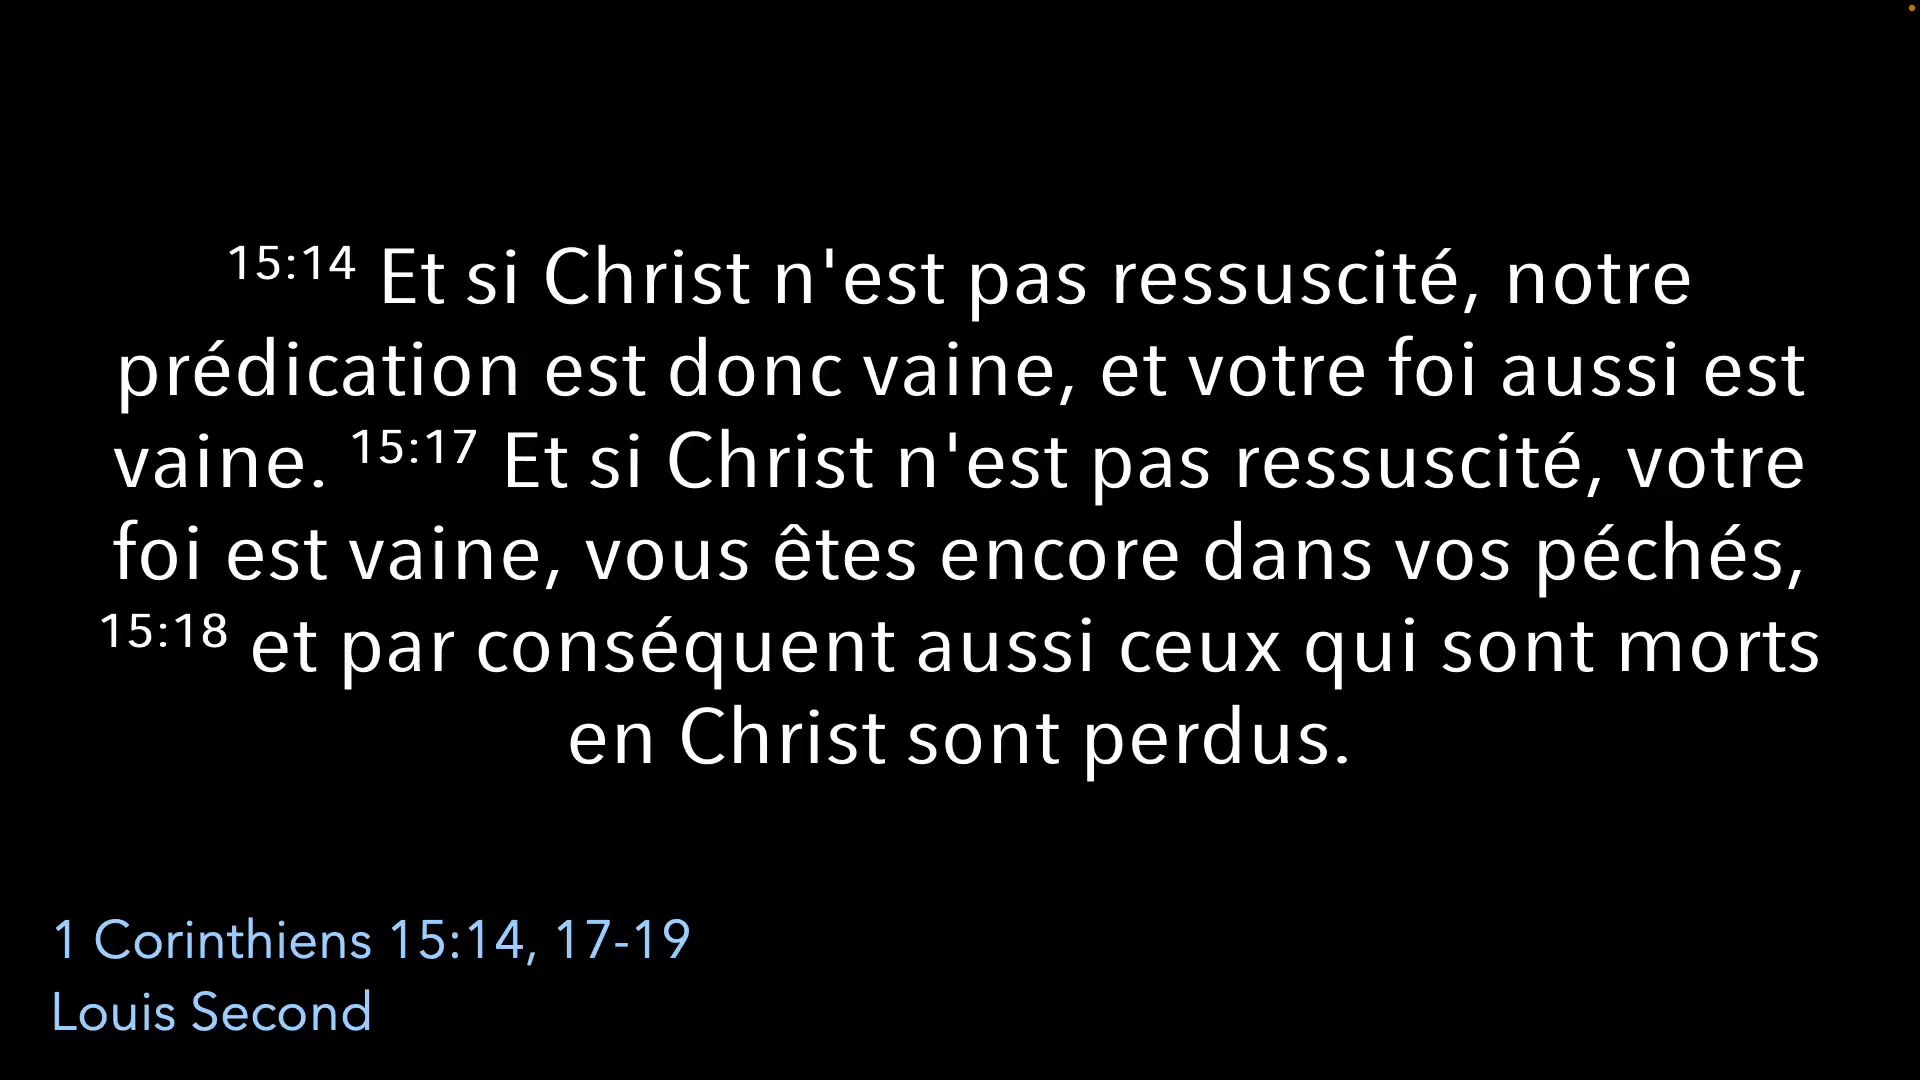 15:14 Et si Christ n'est pas ressuscité, notre
prédication est donc vaine, et votre foi aussi est
vaine. 15:17 Et si Christ n'est pas ressuscité, votre
foi est vaine, vous êtes encore dans vos péchés,
15:18 et par conséquent aussi ceux qui sont morts
en Christ sont perdus.
1 Corinthiens 15:14, 17-19
Louis Second